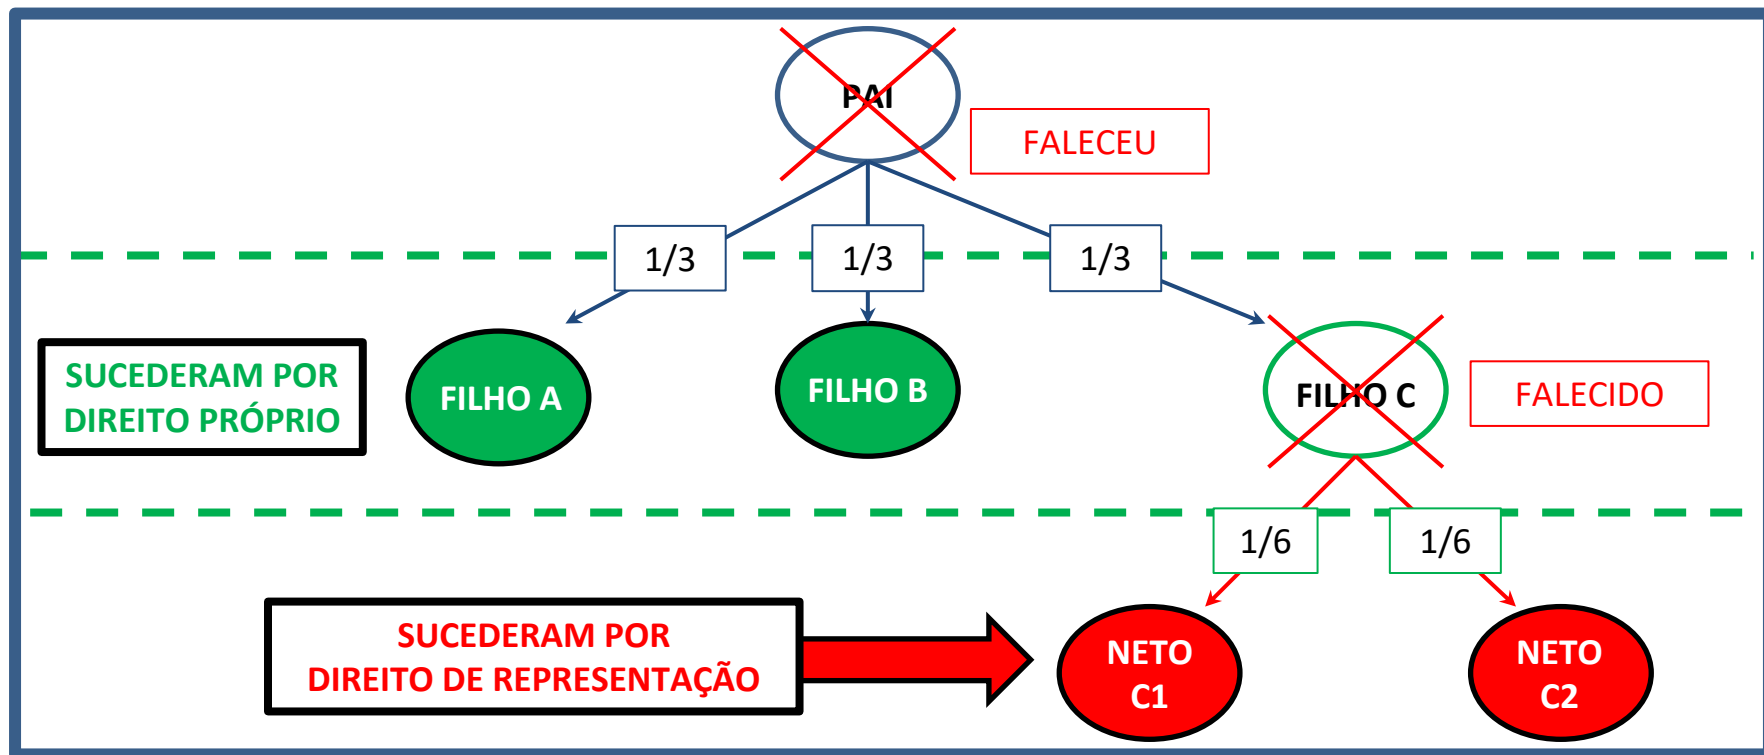 PAI
FALECEU
1/3
1/3
1/3
SUCEDERAM POR
DIREITO PRÓPRIO
FILHO A
FILHO B
FILHO C
FALECIDO
1/6
1/6
SUCEDERAM POR
DIREITO DE REPRESENTAÇÃO
NETO
C1
NETO
C2